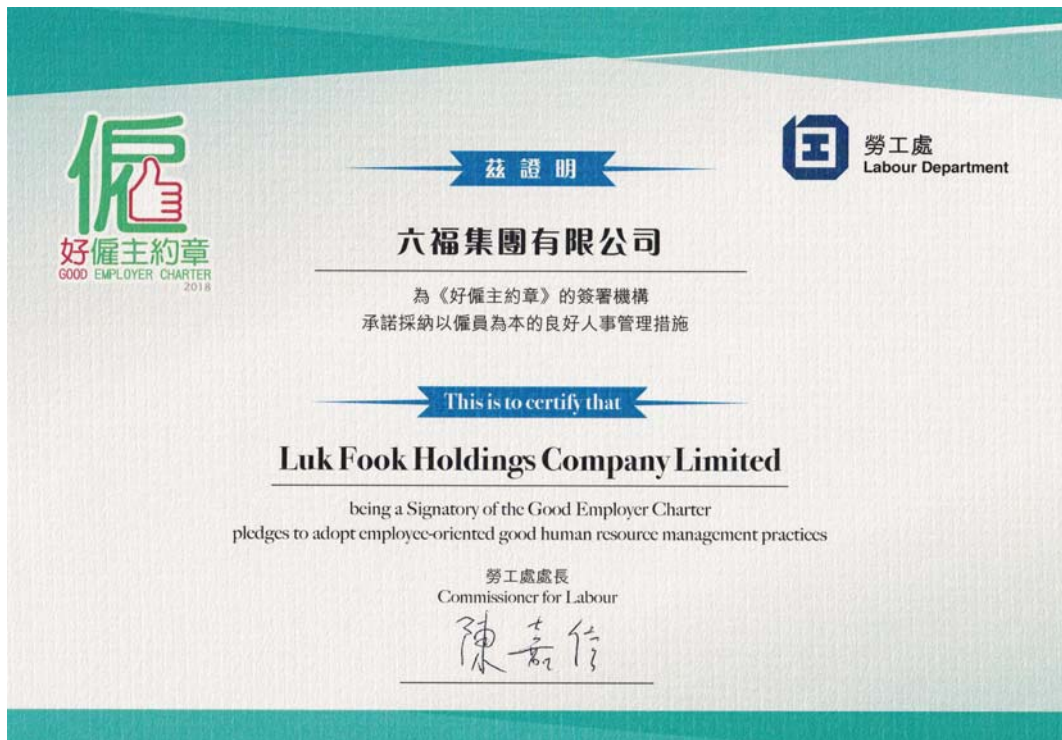 僱
好僱主約章
GOOD EMPLOYER CHARTER
2018
勞工處
Labour Department
茲證明
六福集團有限公司
為《好僱主約章》的簽署機構
承諾採納以僱員為本的良好人事管理措施
This is to certify that
Luk Fook Holdings Company Limited
being a Signatory of the Good Employer Charter
pledges to adopt employee-oriented good human resource management practices
勞工處處長
Commissioner for Labour
陳嘉信